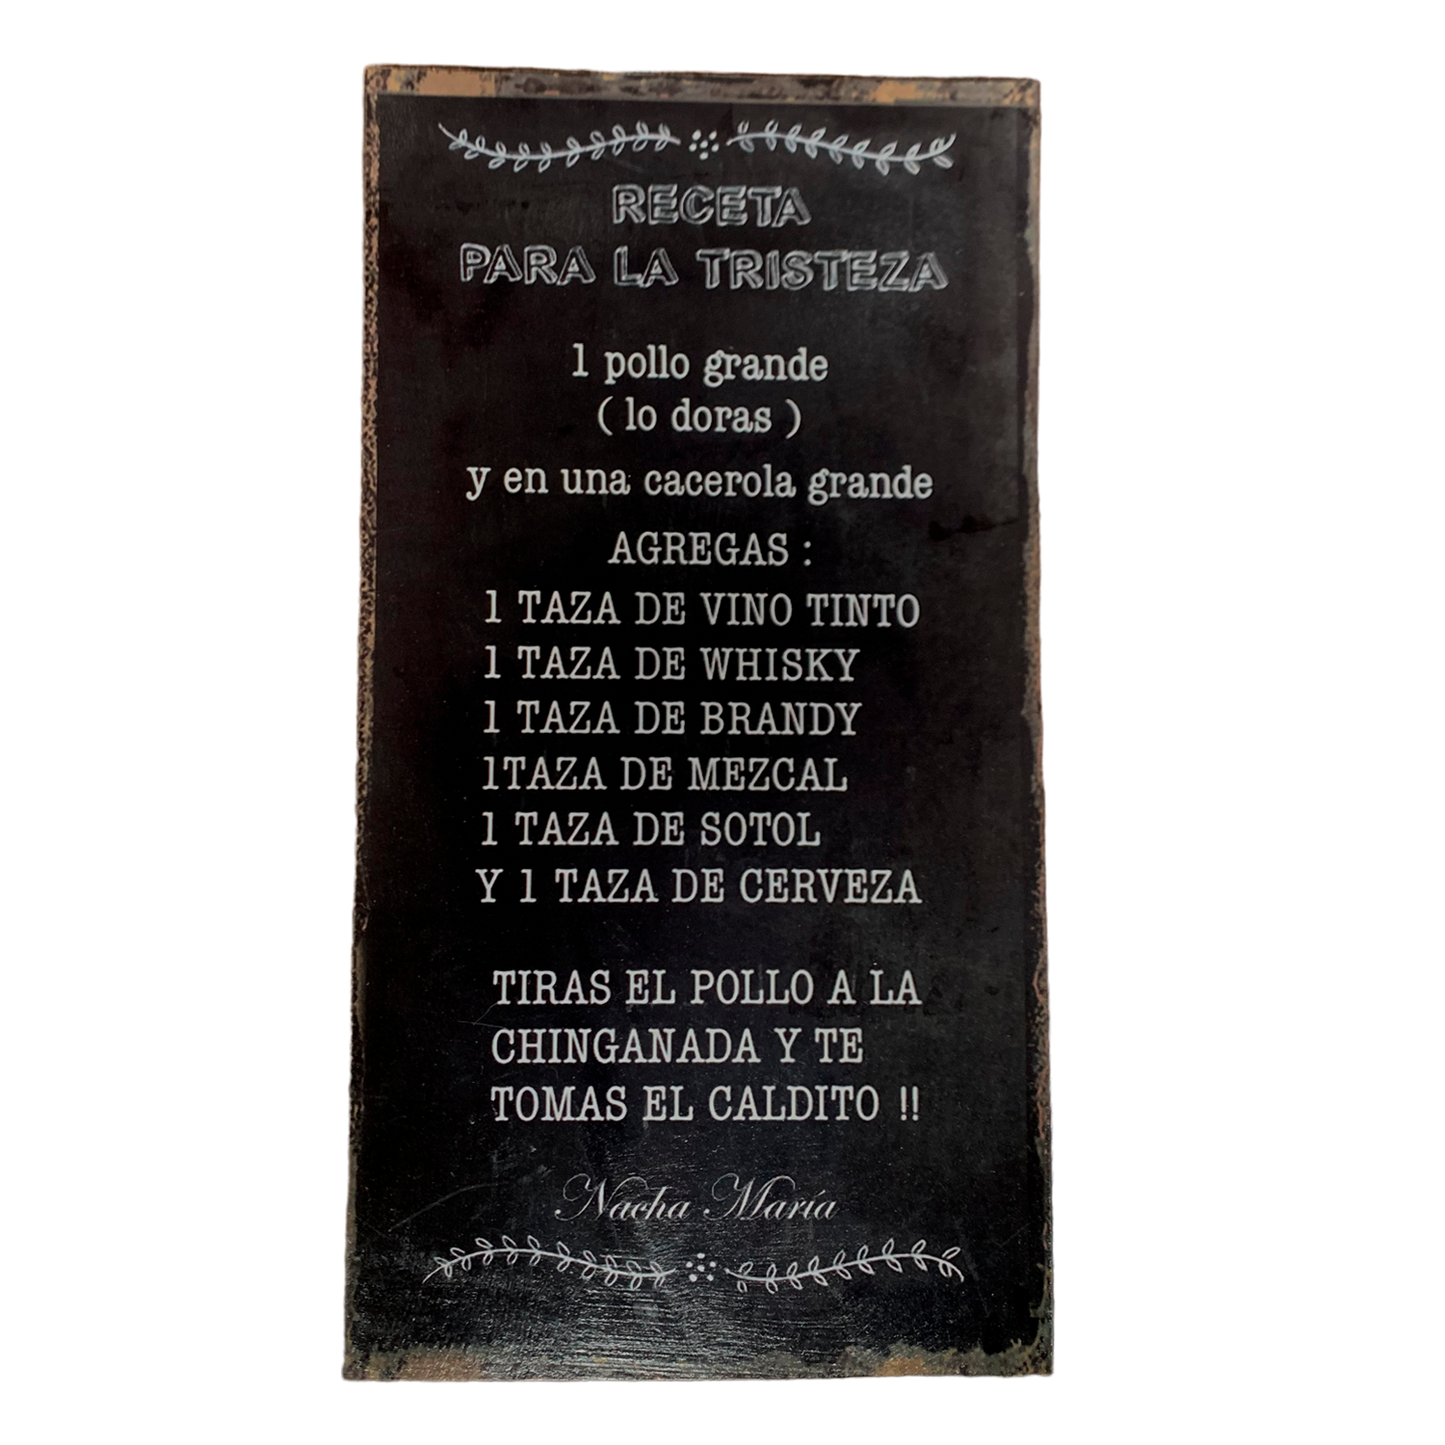 RECETA
PARA LA TRISTEZA
1 pollo grande
( lo doras )
y en una cacerola grande
AGREGAS :
1 TAZA DE VINO TINTO
1 TAZA DE WHISKY
1 TAZA DE BRANDY
1TAZA DE MEZCAL
1 TAZA DE SOTOL
Y 1 TAZA DE CERVEZA
TIRAS EL POLLO A LA
CHINGANADA Y TE
TOMAS EL CALDITO !!
Nacha María